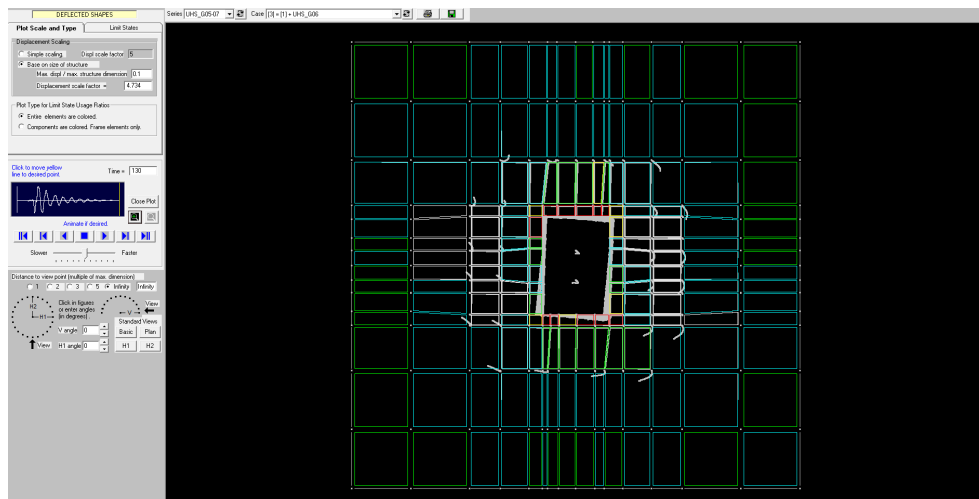 DEFLECTED SHAPES
Series UHS_G05-07 Case [3] = [1] + UHS_G06
Plot Scale and Type Limit States
Displacement Scaling
Simple scaling Displ scale factor 5
Base on size of structure
Max. displ / max. structure dimension 0.1
Displacement scale factor = 4.734
Plot Type for Limit State Usage Ratios
Entire elements are colored.
Components are colored. Frame elements only.
Click to move yellow
line to desired point
Time = 130
Close Plot
Animate if desired.
Slower Faster
Distance to view point (multiple of max. dimension)
1 2 3 5 Infinity Infinity
Click in figures
or enter angles
(in degrees).
H2
H1
V
View
V angle 0
Standard Views
Basic Plan
View
H1 angle 0
H1 H2